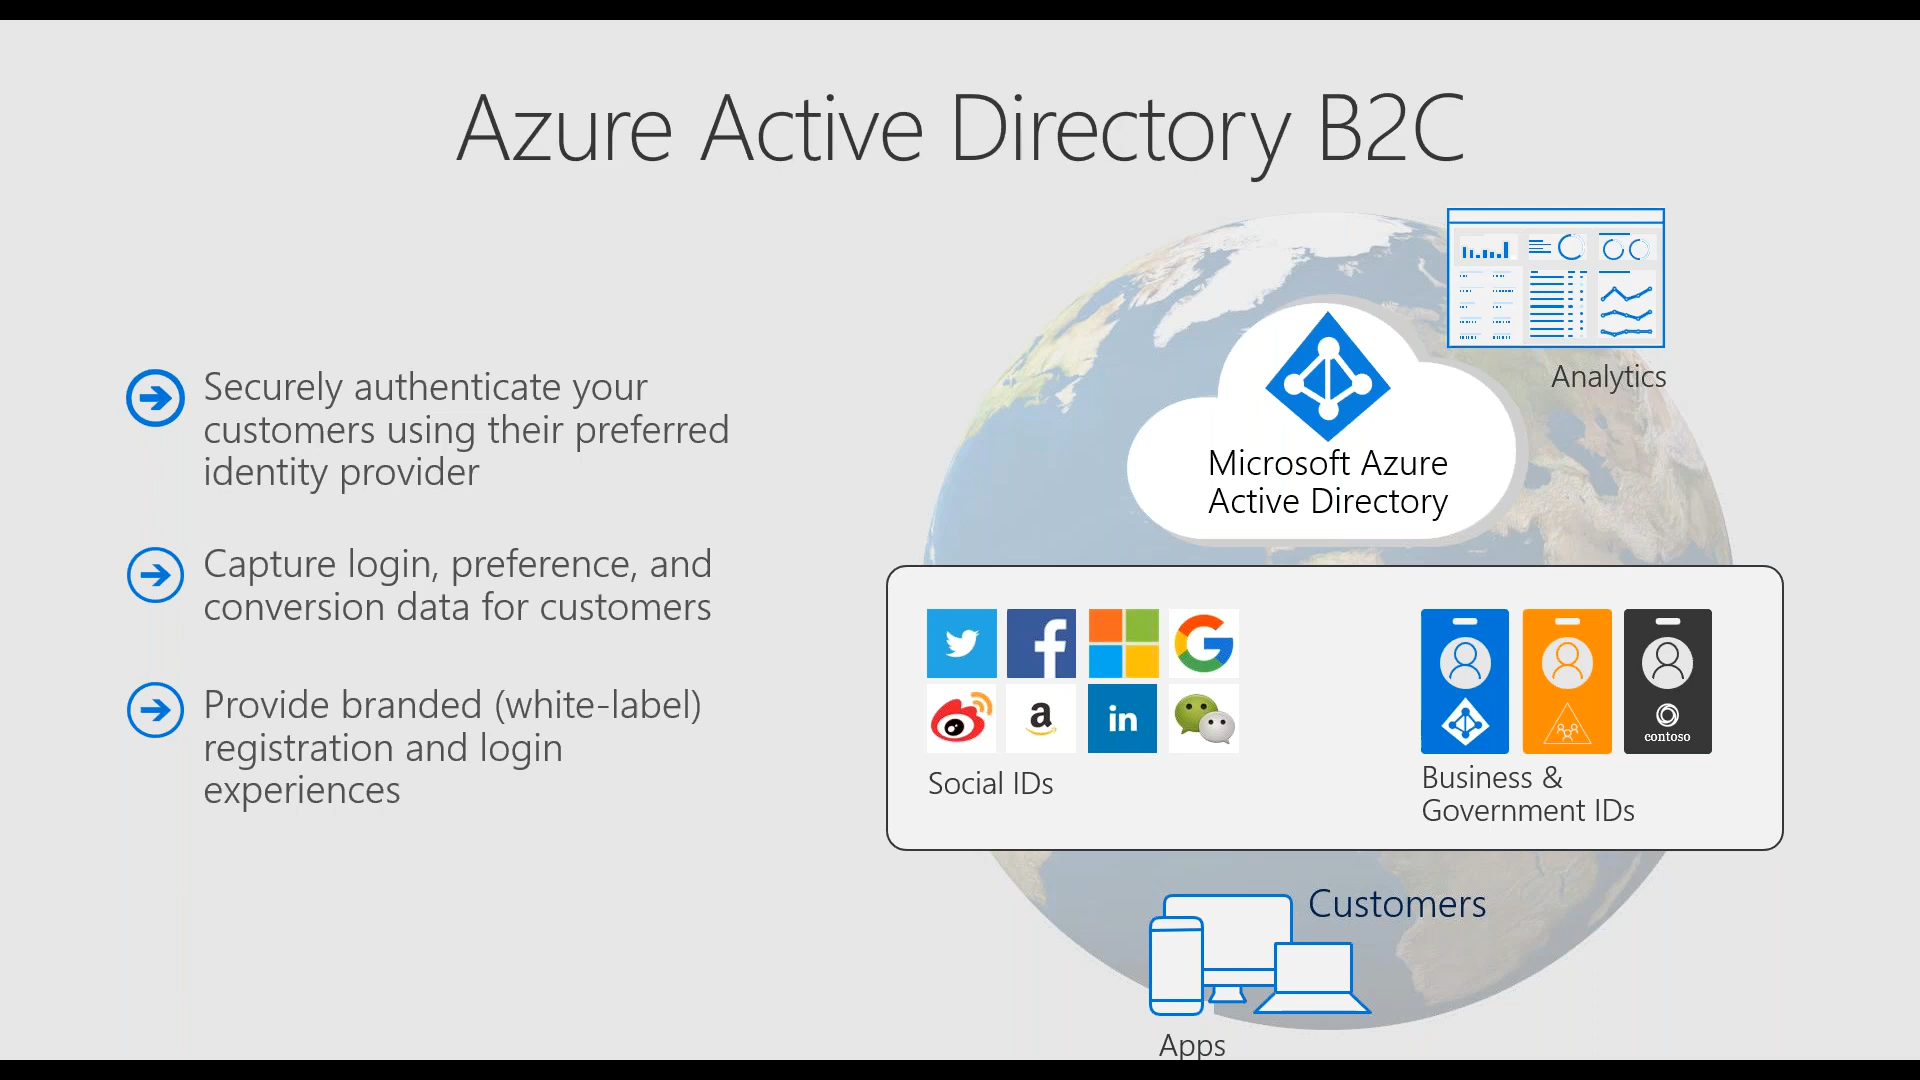 Azure Active Directory B2C
Securely authenticate your
customers using their preferred
identity provider
Capture login, preference, and
conversion data for customers
Provide branded (white-label)
registration and login
experiences
Analytics
Microsoft Azure
Active Directory
a
in
contoso
Social IDs
Business &
Government IDs
Customers
Apps